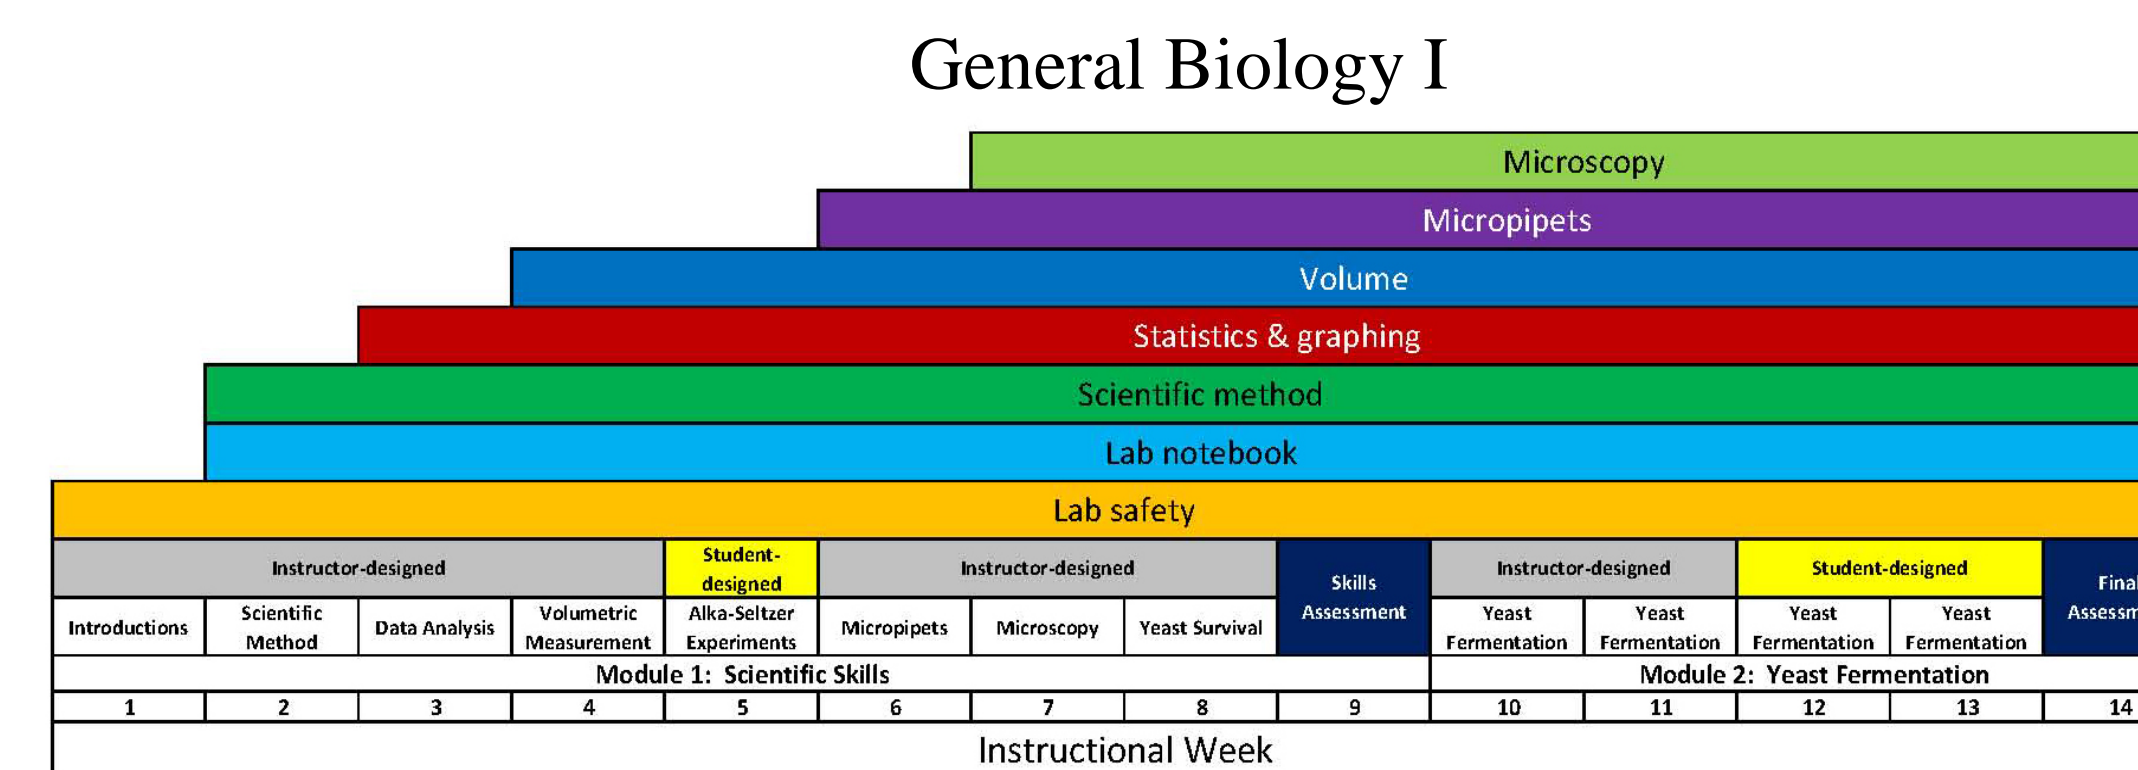 General Biology I
Microscopy
Micropipets
Volume
Statistics & graphing
Scientific method
Lab notebook
Lab safety
Instructor-designed
Student-
designed
Instructor-designed
Skills
Assessment
Instructor-designed
Student-designed
Final
Introductions
Scientific
Method
Data Analysis
Volumetric
Measurement
Alka-Seltzer
Experiments
Micropipets
Microscopy
Yeast Survival
Yeast
Fermentation
Yeast
Fermentation
Yeast
Fermentation
Yeast
Fermentation
Module 1: Scientific Skills
Module 2: Yeast Fermentation
1 2 3 4 5 6 7 8 9 10 11 12 13 14
Instructional Week